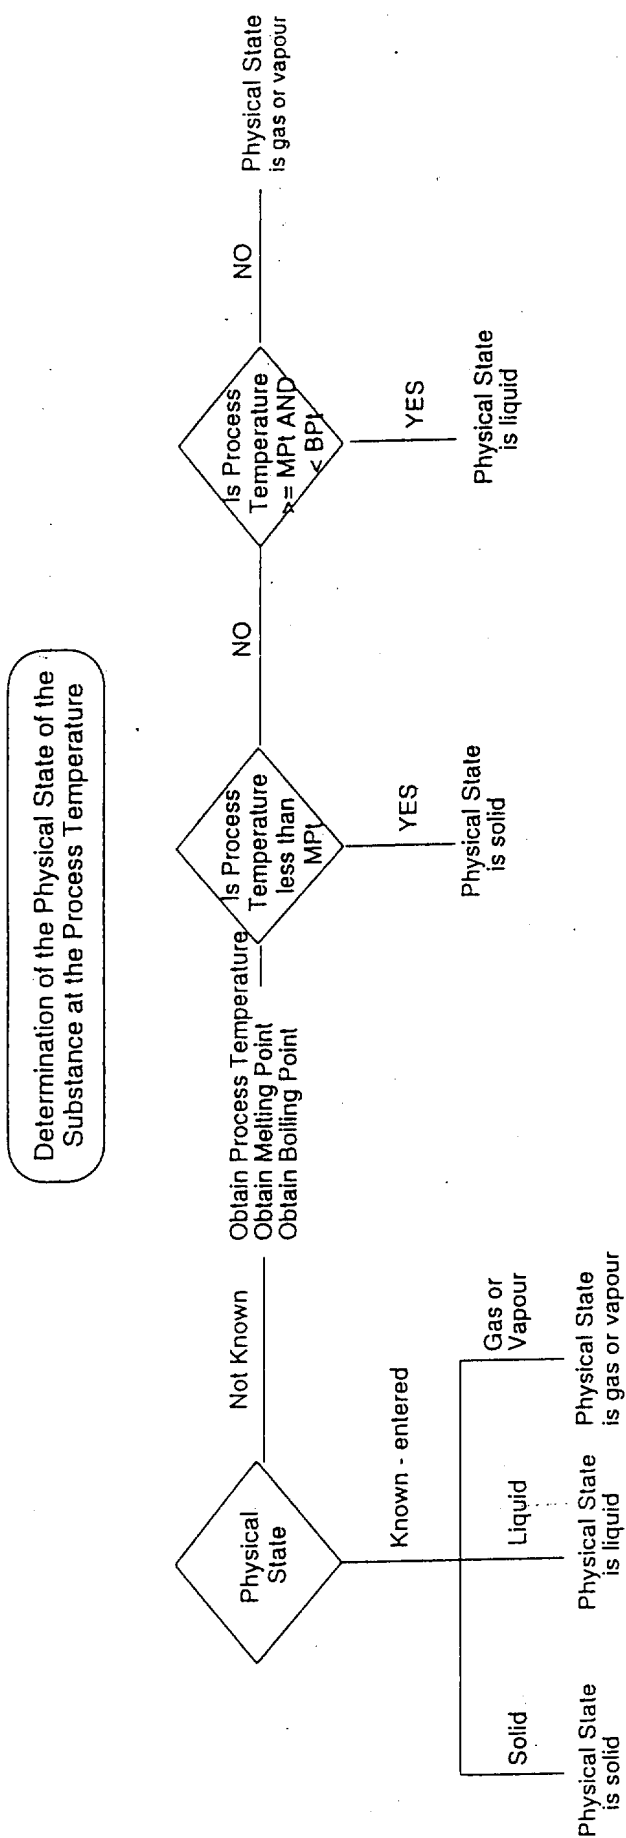 Determination of the Physical State of the
Substance at the Process Temperature
Physical
State
Not Known
Obtain Process Temperature
Obtain Melting Point
Obtain Boiling Point
Is Process
Temperature
less than
MPt
NO
Is Process
Temperature
>= MPt AND
< BPt
NO
Physical State
is gas or vapour
Known - entered
YES
Physical State
is solid
YES
Physical State
is liquid
Solid
Liquid
Gas or
Vapour
Physical State
is solid
Physical State
is liquid
Physical State
is gas or vapour